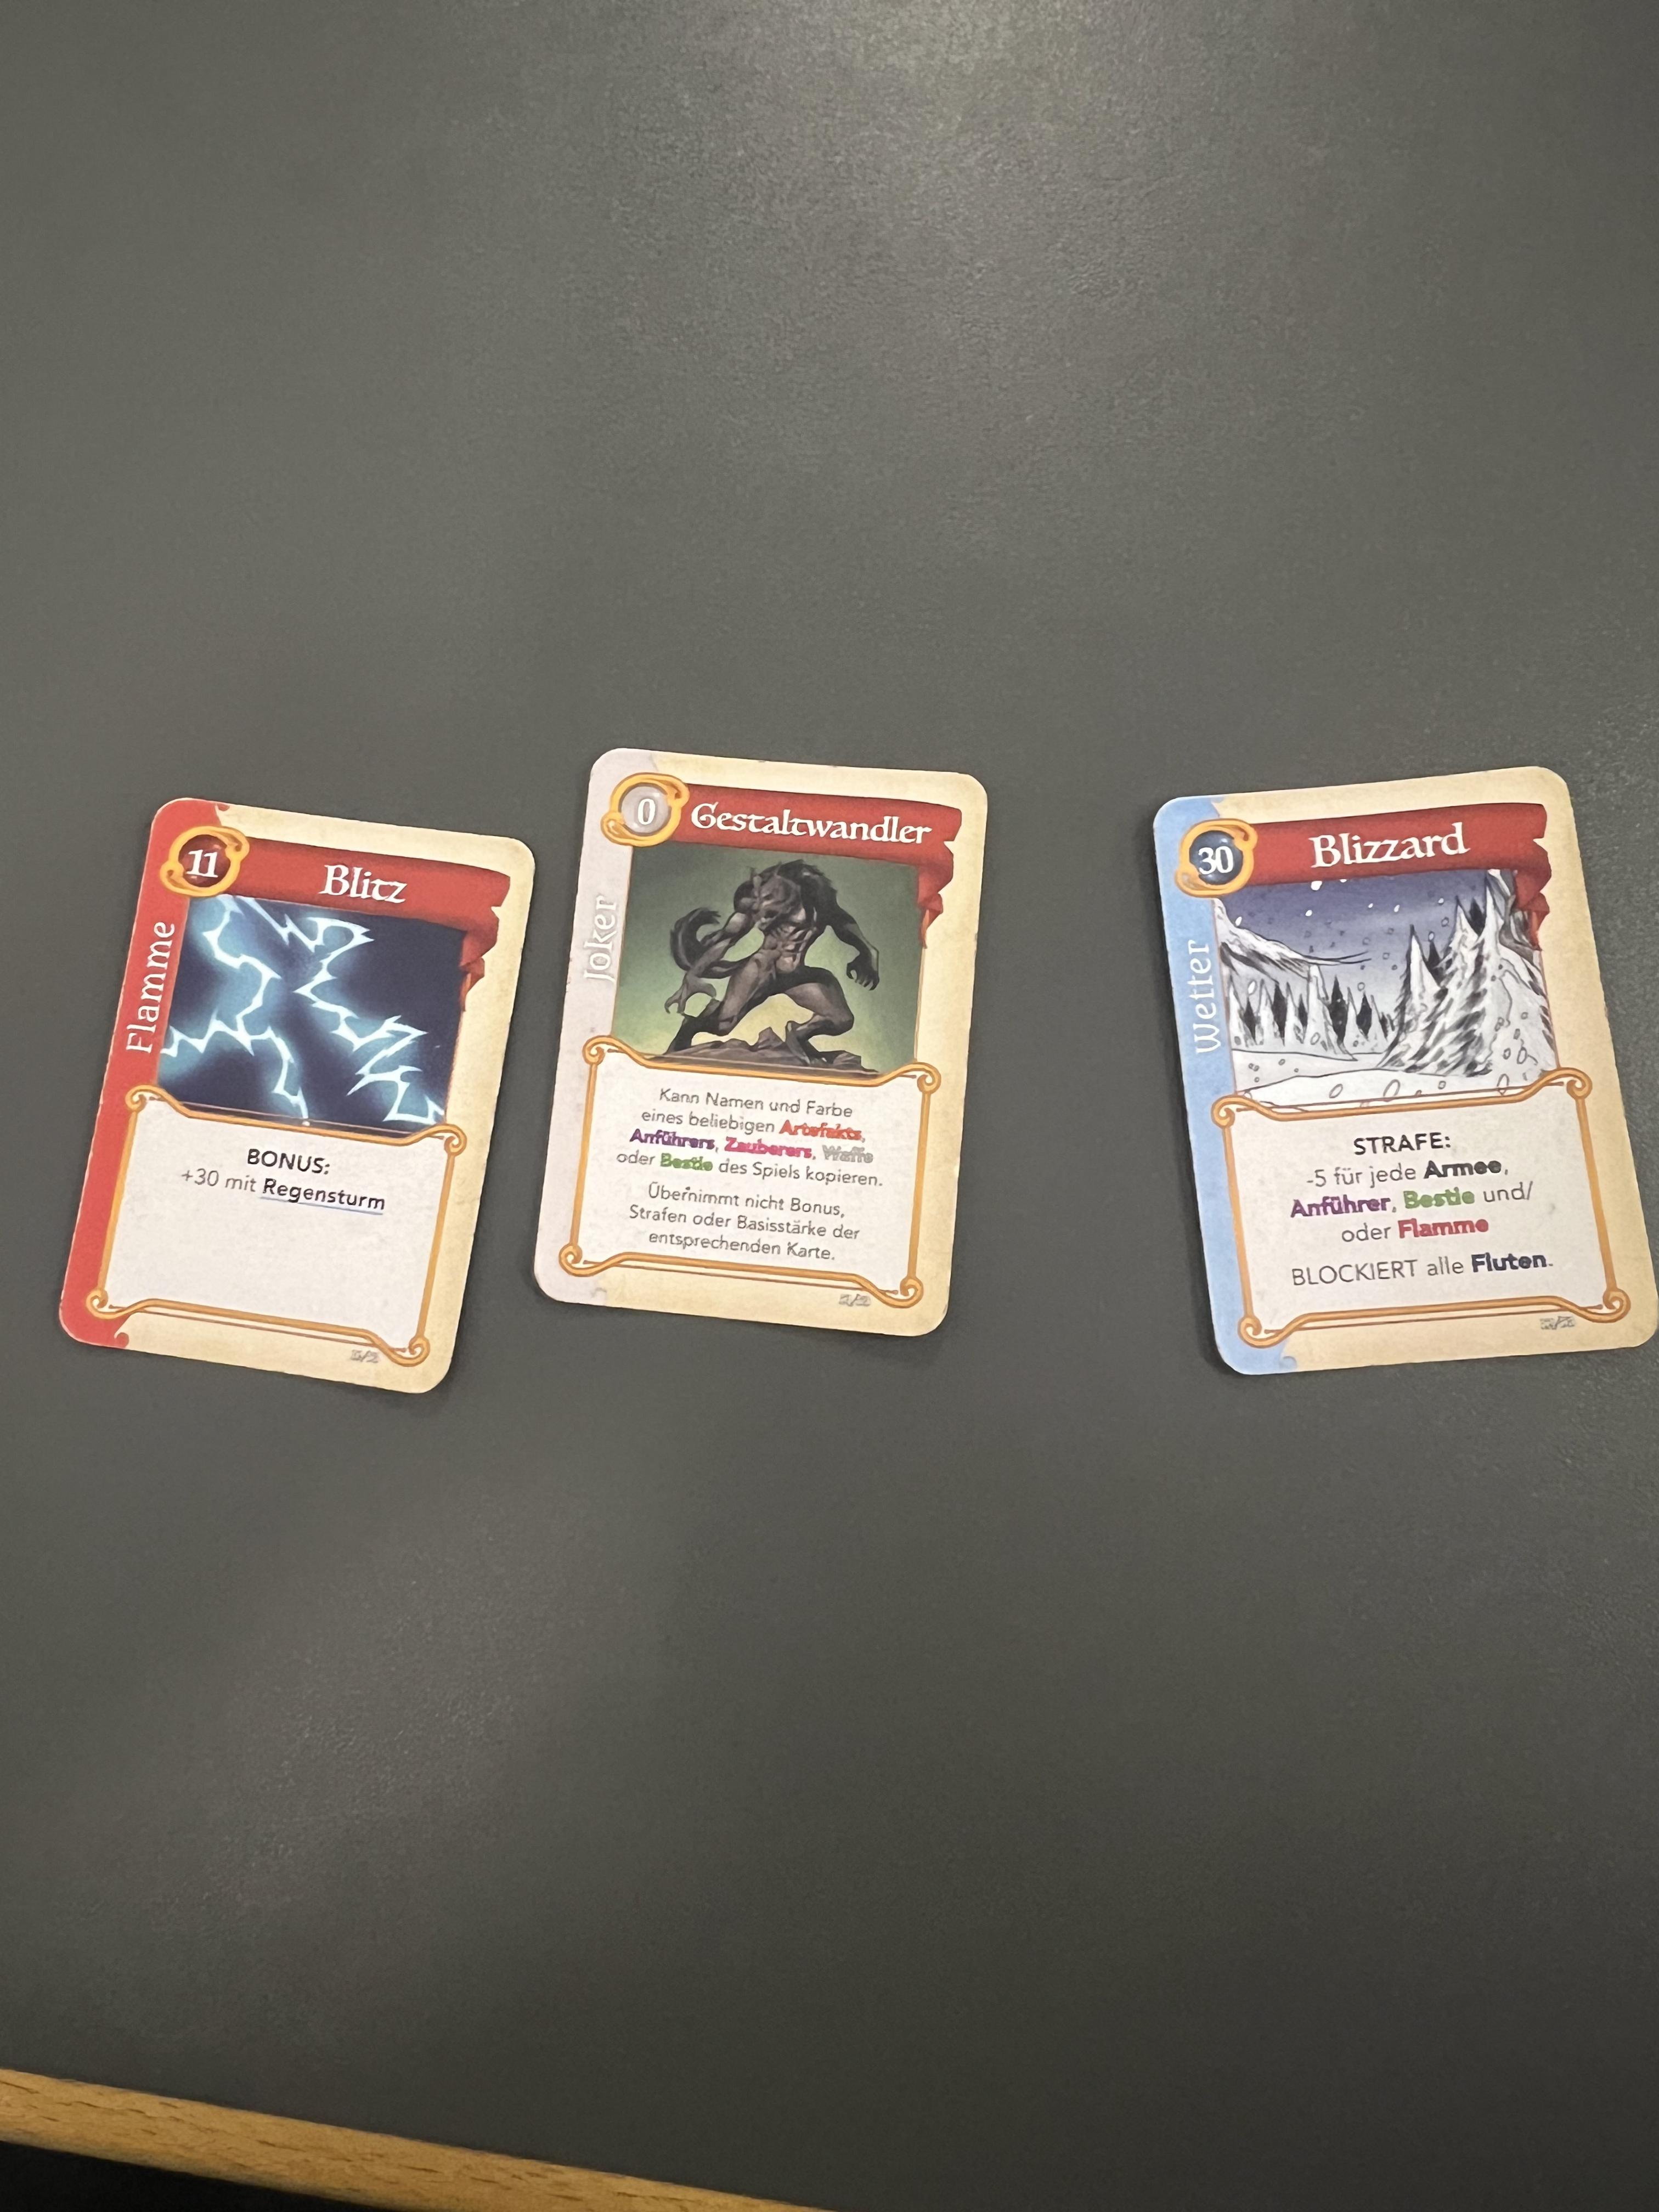 11
Blitz
Flamme
BONUS:
+30 mit Regensturm
0
Gestaltwandler
Joker
Kann Namen und Farbe
eines beliebigen Artefakts,
Anführers, Zauberers, Waffe
oder Bestie des Spiels kopieren.
Übernimmt nicht Bonus,
Strafen oder Basisstärke der
entsprechenden Karte.
30
Blizzard
Wetter
STRAFE:
-5 für jede Armee,
Anführer, Bestie und/
oder Flamme
BLOCKIERT alle Fluten.